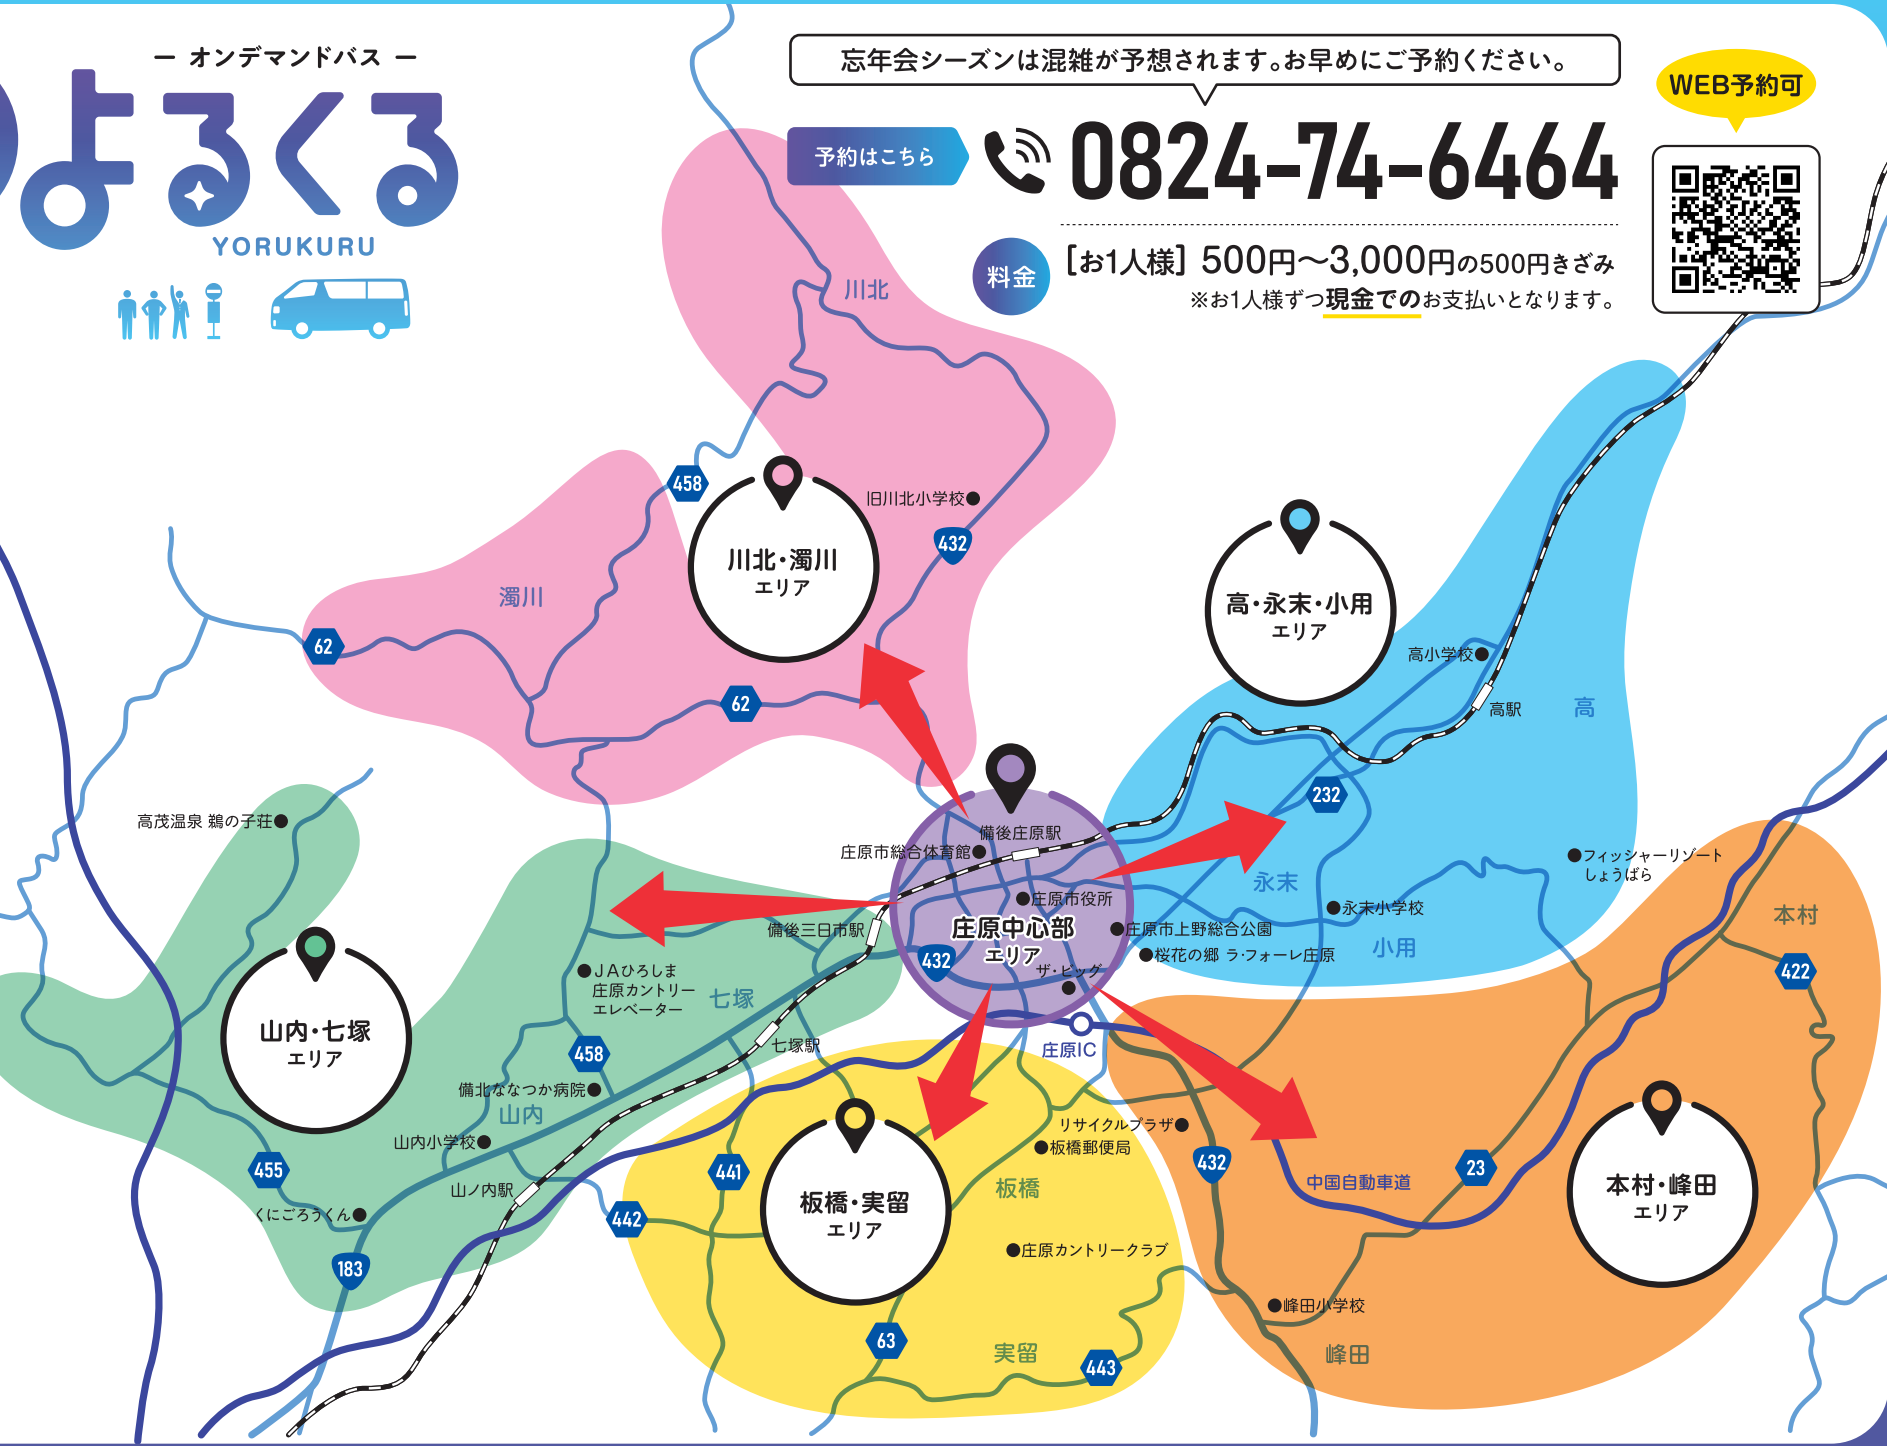 オンデマンドバス
よるくる
YORUKURU
忘年会シーズンは混雑が予想されます。お早めにご予約ください。
予約はこちら
0824-74-6464
料金
[お1人様] 500円〜3,000円の500円きざみ
※お1人様ずつ現金でのお支払いとなります。
WEB予約可
川北
458
旧川北小学校
432
川北・濁川
エリア
濁川
62
62
高・永末・小用
エリア
高小学校
高駅
高
232
永末
永末小学校
小用
フィッシャーリゾート
しょうばら
備後庄原駅
庄原市総合体育館
庄原市役所
庄原中心部
エリア
432
ザ・ビッグ
庄原市上野総合公園
桜花の郷 ラ・フォーレ庄原
庄原IC
高茂温泉 鵜の子荘
備後三日市駅
JAひろしま
庄原カントリー
エレベーター
七塚
七塚駅
458
山内・七塚
エリア
備北ななつか病院
山内
山内小学校
455
山ノ内駅
くにごろうくん
183
442
441
板橋・実留
エリア
リサイクルプラザ
板橋郵便局
板橋
庄原カントリークラブ
63
実留
443
本村
422
432
中国自動車道
23
本村・峰田
エリア
峰田小学校
峰田